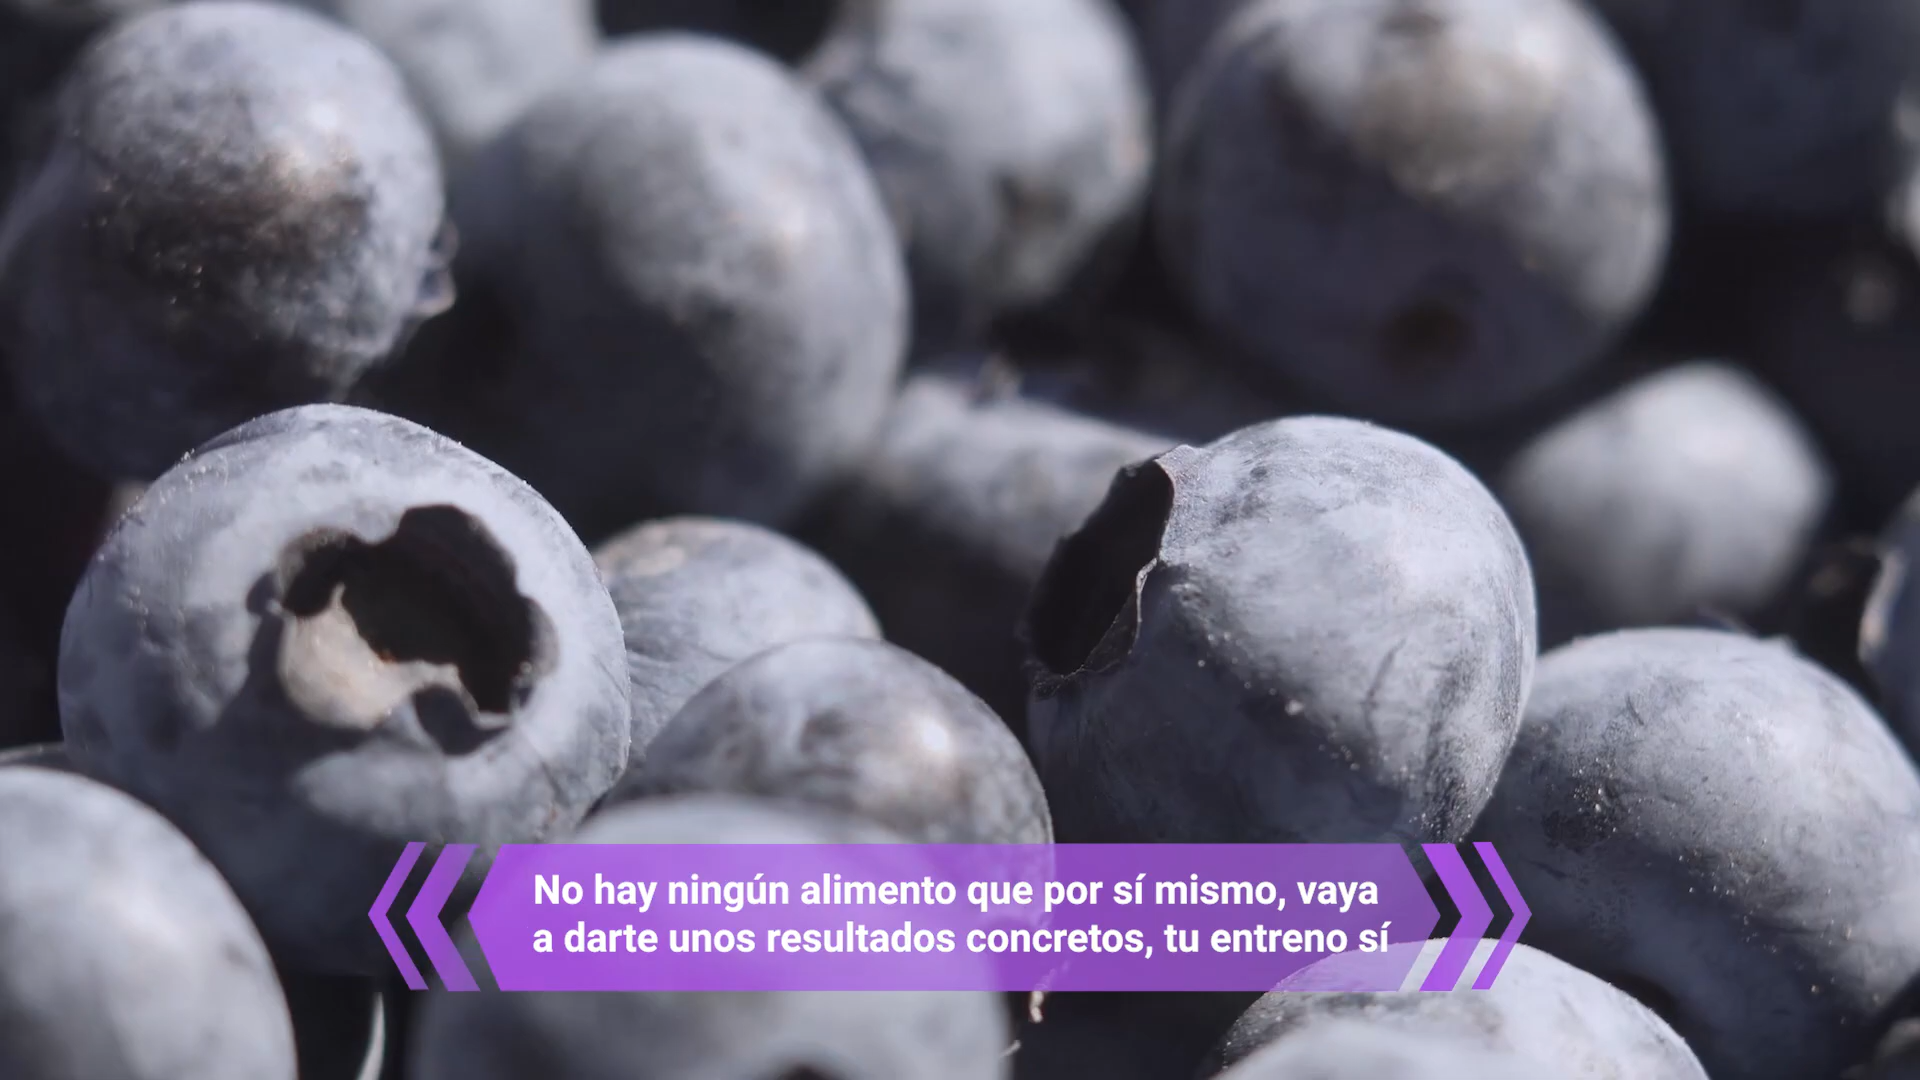 No hay ningún alimento que por sí mismo, vaya
a darte unos resultados concretos, tu entreno sí